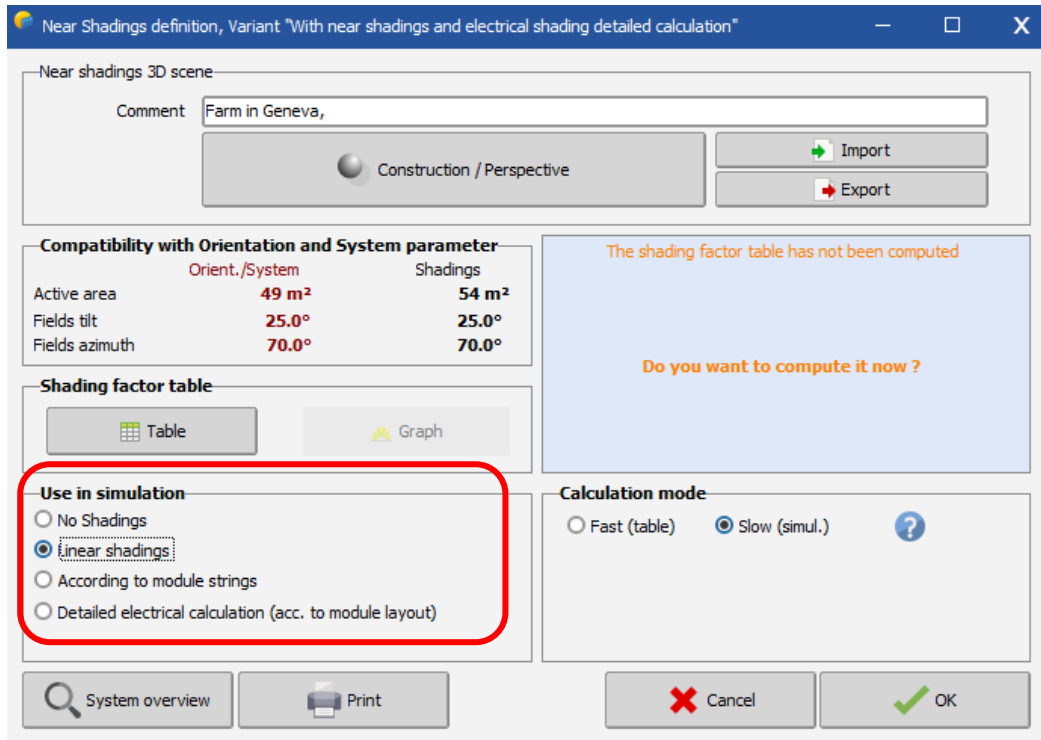 Near Shadings definition, Variant "With near shadings and electrical shading detailed calculation"
Near shadings 3D scene
Comment Farm in Geneva,
Construction / Perspective
Import
Export
Compatibility with Orientation and System parameter
Orient./System Shadings
Active area 49 m² 54 m²
Fields tilt 25.0° 25.0°
Fields azimuth 70.0° 70.0°
The shading factor table has not been computed
Do you want to compute it now ?
Shading factor table
Table Graph
Use in simulation
No Shadings
Linear shadings
According to module strings
Detailed electrical calculation (acc. to module layout)
Calculation mode
Fast (table) Slow (simul.) ?
System overview Print Cancel OK